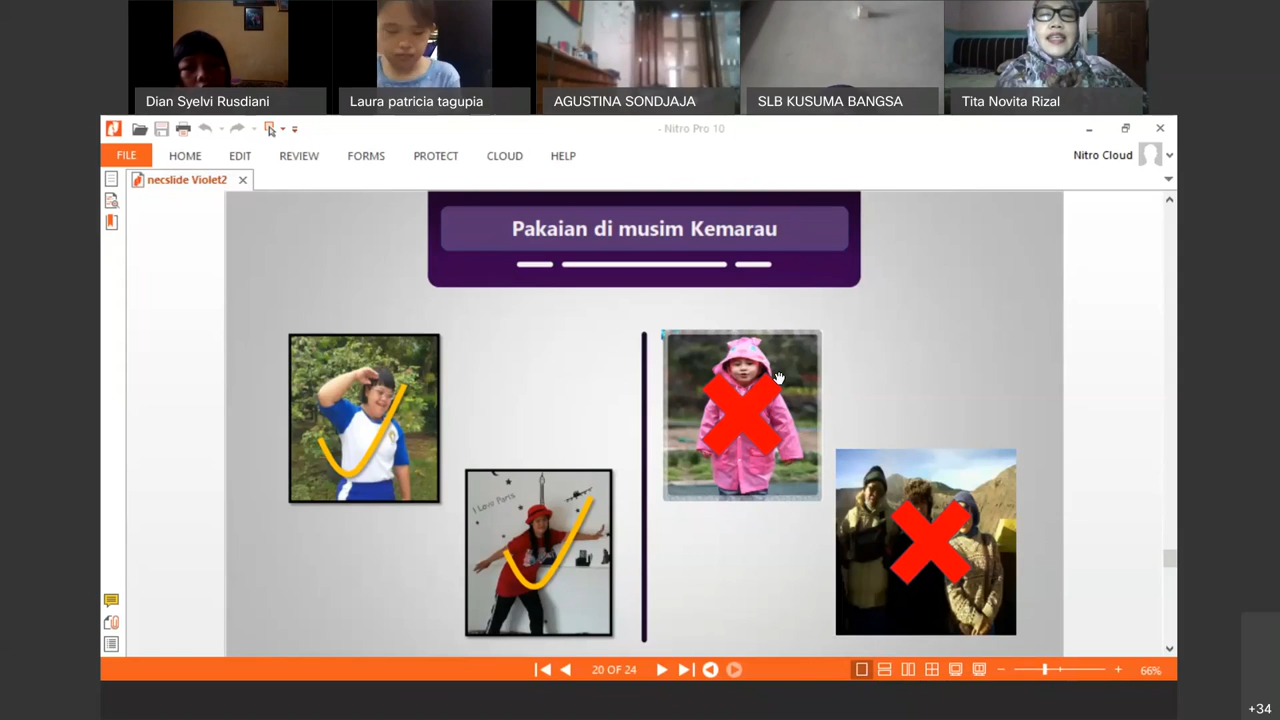 Dian Syelvi Rusdiani
Laura patricia tagupia
AGUSTINA SONDJAJA
SLB KUSUMA BANGSA
Tita Novita Rizal
- Nitro Pro 10
FILE
HOME
EDIT
REVIEW
FORMS
PROTECT
CLOUD
HELP
Nitro Cloud
necslide Violet2
Pakaian di musim Kemarau
I Love Paris
20 OF 24
66%
+34